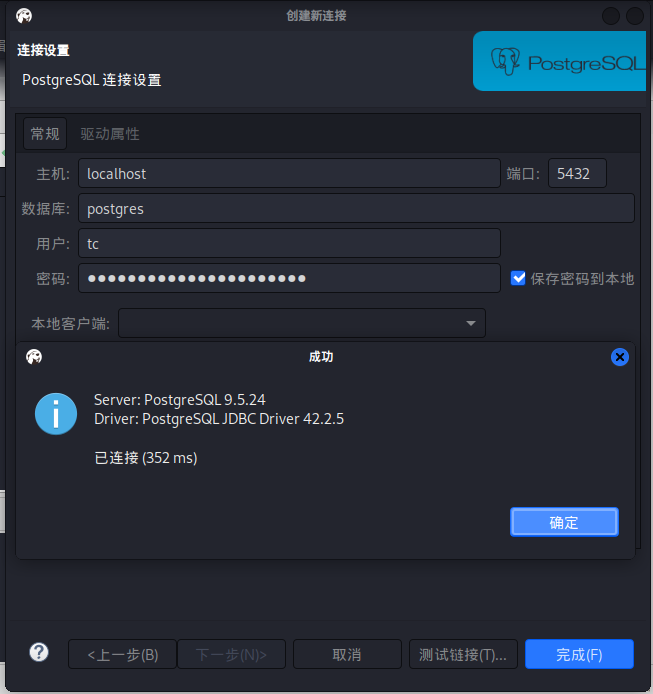 创建新连接
连接设置
PostgreSQL 连接设置
PostgreSQL
常规 驱动属性
主机: localhost 端口: 5432
数据库: postgres
用户: tc
密码: ●●●●●●●●●●●●●●●●●●●●●● 保存密码到本地
本地客户端:
成功
Server: PostgreSQL 9.5.24
Driver: PostgreSQL JDBC Driver 42.2.5
已连接 (352 ms)
确定
<上一步(B) 下一步(N)> 取消 测试链接(T)... 完成(F)